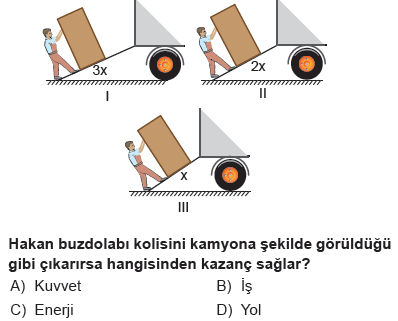 3x
2x
I
II
x
III
Hakan buzdolabı kolisini kamyona şekilde görüldüğü
gibi çıkarırsa hangisinden kazanç sağlar?
A) Kuvvet
B) İş
C) Enerji
D) Yol